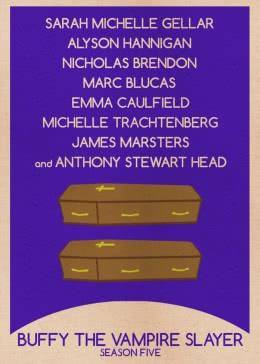 SARAH MICHELLE GELLAR
ALYSON HANNIGAN
NICHOLAS BRENDON
MARC BLUCAS
EMMA CAULFIELD
MICHELLE TRACHTENBERG
JAMES MARSTERS
and ANTHONY STEWART HEAD
BUFFY THE VAMPIRE SLAYER
SEASON FIVE